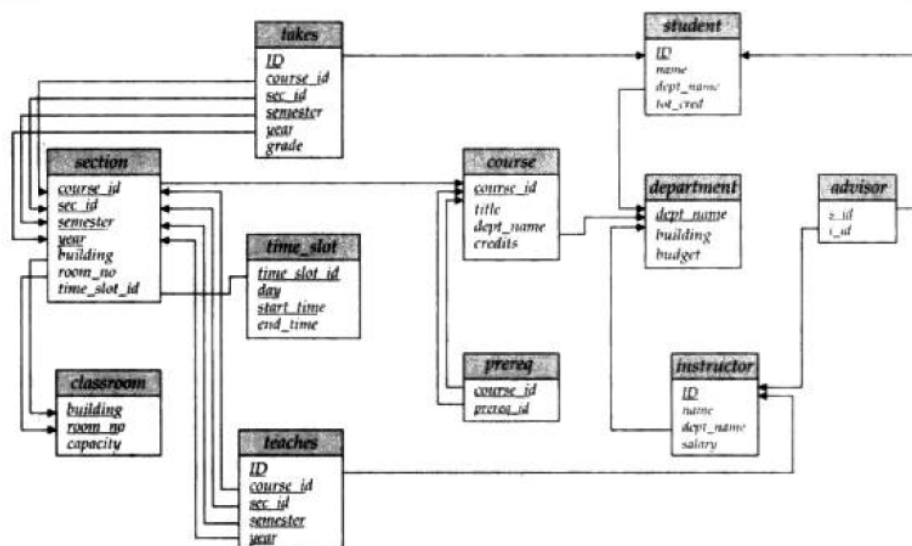 takes
ID
course_id
sec_id
semester
year
grade
student
ID
name
dept_name
tot_cred
section
course_id
sec_id
semester
year
building
room_no
time_slot_id
course
course_id
title
dept_name
credits
department
dept_name
building
budget
advisor
s_id
i_id
time_slot
time_slot_id
day
start_time
end_time
prereq
course_id
prereq_id
instructor
ID
name
dept_name
salary
classroom
building
room_no
capacity
teaches
ID
course_id
sec_id
semester
year